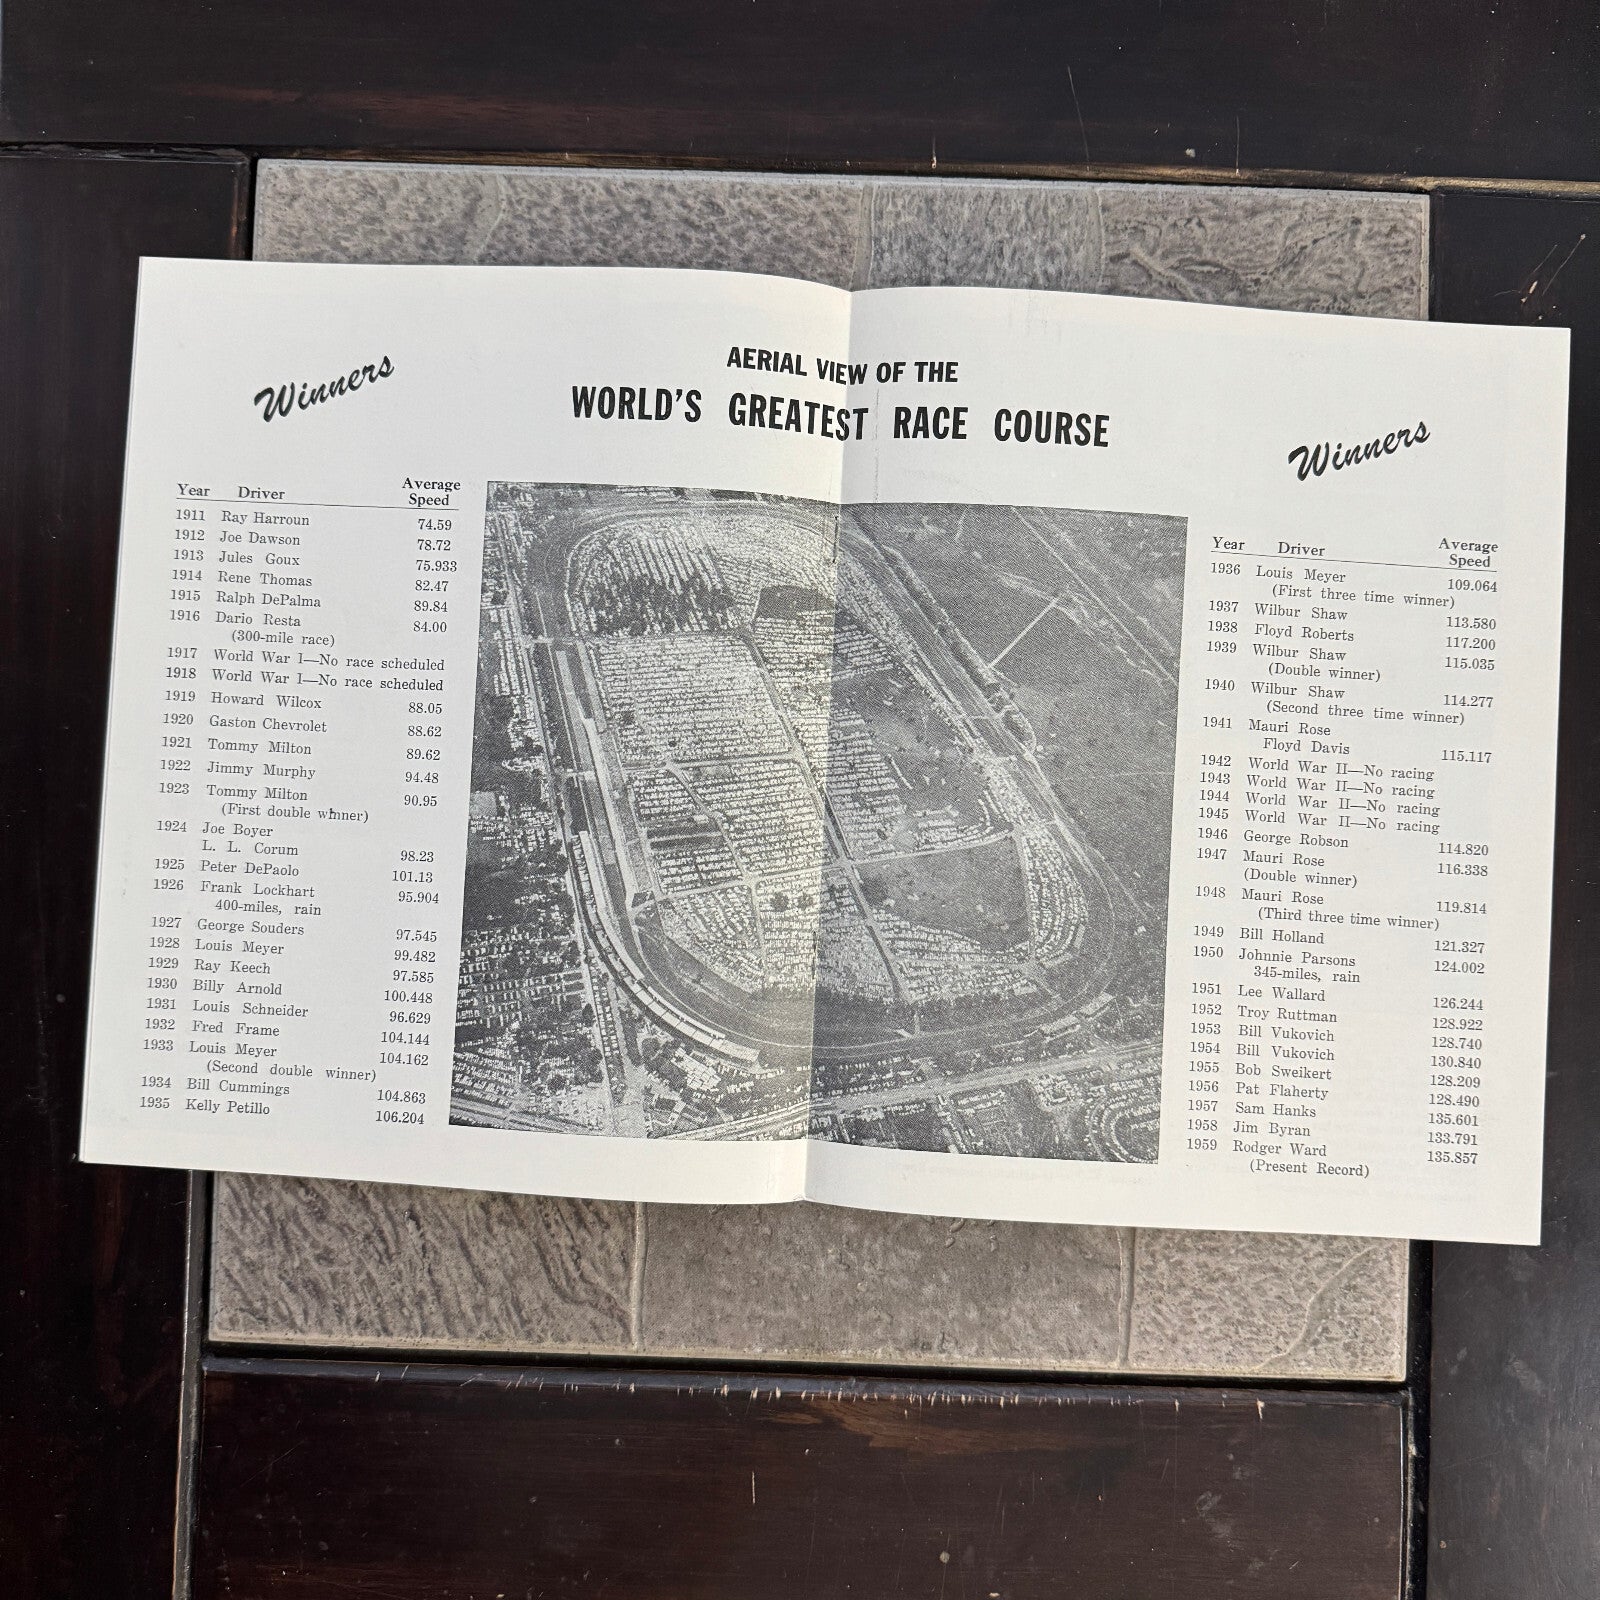 AERIAL VIEW OF THE
WORLD'S GREATEST RACE COURSE
Winners
Year Driver Average Speed
1911 Ray Harroun 74.59
1912 Joe Dawson 78.72
1913 Jules Goux 75.933
1914 Rene Thomas 82.47
1915 Ralph DePalma 89.84
1916 Dario Resta 84.00
(300-mile race)
1917 World War I—No race scheduled
1918 World War I—No race scheduled
1919 Howard Wilcox 88.05
1920 Gaston Chevrolet 88.62
1921 Tommy Milton 89.62
1922 Jimmy Murphy 94.48
1923 Tommy Milton 90.95
(First double winner)
1924 Joe Boyer
L. L. Corum 98.23
1925 Peter DePaolo 101.13
1926 Frank Lockhart 95.904
400-miles, rain
1927 George Souders 97.545
1928 Louis Meyer 99.482
1929 Ray Keech 97.585
1930 Billy Arnold 100.448
1931 Louis Schneider 96.629
1932 Fred Frame 104.144
1933 Louis Meyer 104.162
(Second double winner)
1934 Bill Cummings 104.863
1935 Kelly Petillo 106.204
Winners
Year Driver Average Speed
1936 Louis Meyer 109.064
(First three time winner)
1937 Wilbur Shaw 113.580
1938 Floyd Roberts 117.200
1939 Wilbur Shaw 115.035
(Double winner)
1940 Wilbur Shaw 114.277
(Second three time winner)
1941 Mauri Rose
Floyd Davis 115.117
1942 World War II—No racing
1943 World War II—No racing
1944 World War II—No racing
1945 World War II—No racing
1946 George Robson 114.820
1947 Mauri Rose 116.338
(Double winner)
1948 Mauri Rose 119.814
(Third three time winner)
1949 Bill Holland 121.327
1950 Johnnie Parsons 124.002
345-miles, rain
1951 Lee Wallard 126.244
1952 Troy Ruttman 128.922
1953 Bill Vukovich 128.740
1954 Bill Vukovich 130.840
1955 Bob Sweikert 128.209
1956 Pat Flaherty 128.490
1957 Sam Hanks 135.601
1958 Jim Byran 133.791
1959 Rodger Ward 135.857
(Present Record)